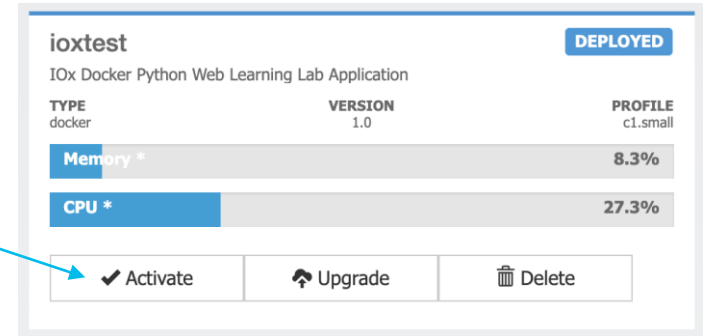 ioxtest DEPLOYED
IOx Docker Python Web Learning Lab Application
TYPE VERSION PROFILE
docker 1.0 c1.small
Memory * 8.3%
CPU * 27.3%
Activate Upgrade Delete